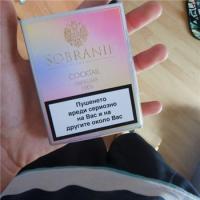 SOBRANIE
COCKTAIL
Пушенето
вреди сериозно
на Вас и на
другите около Вас